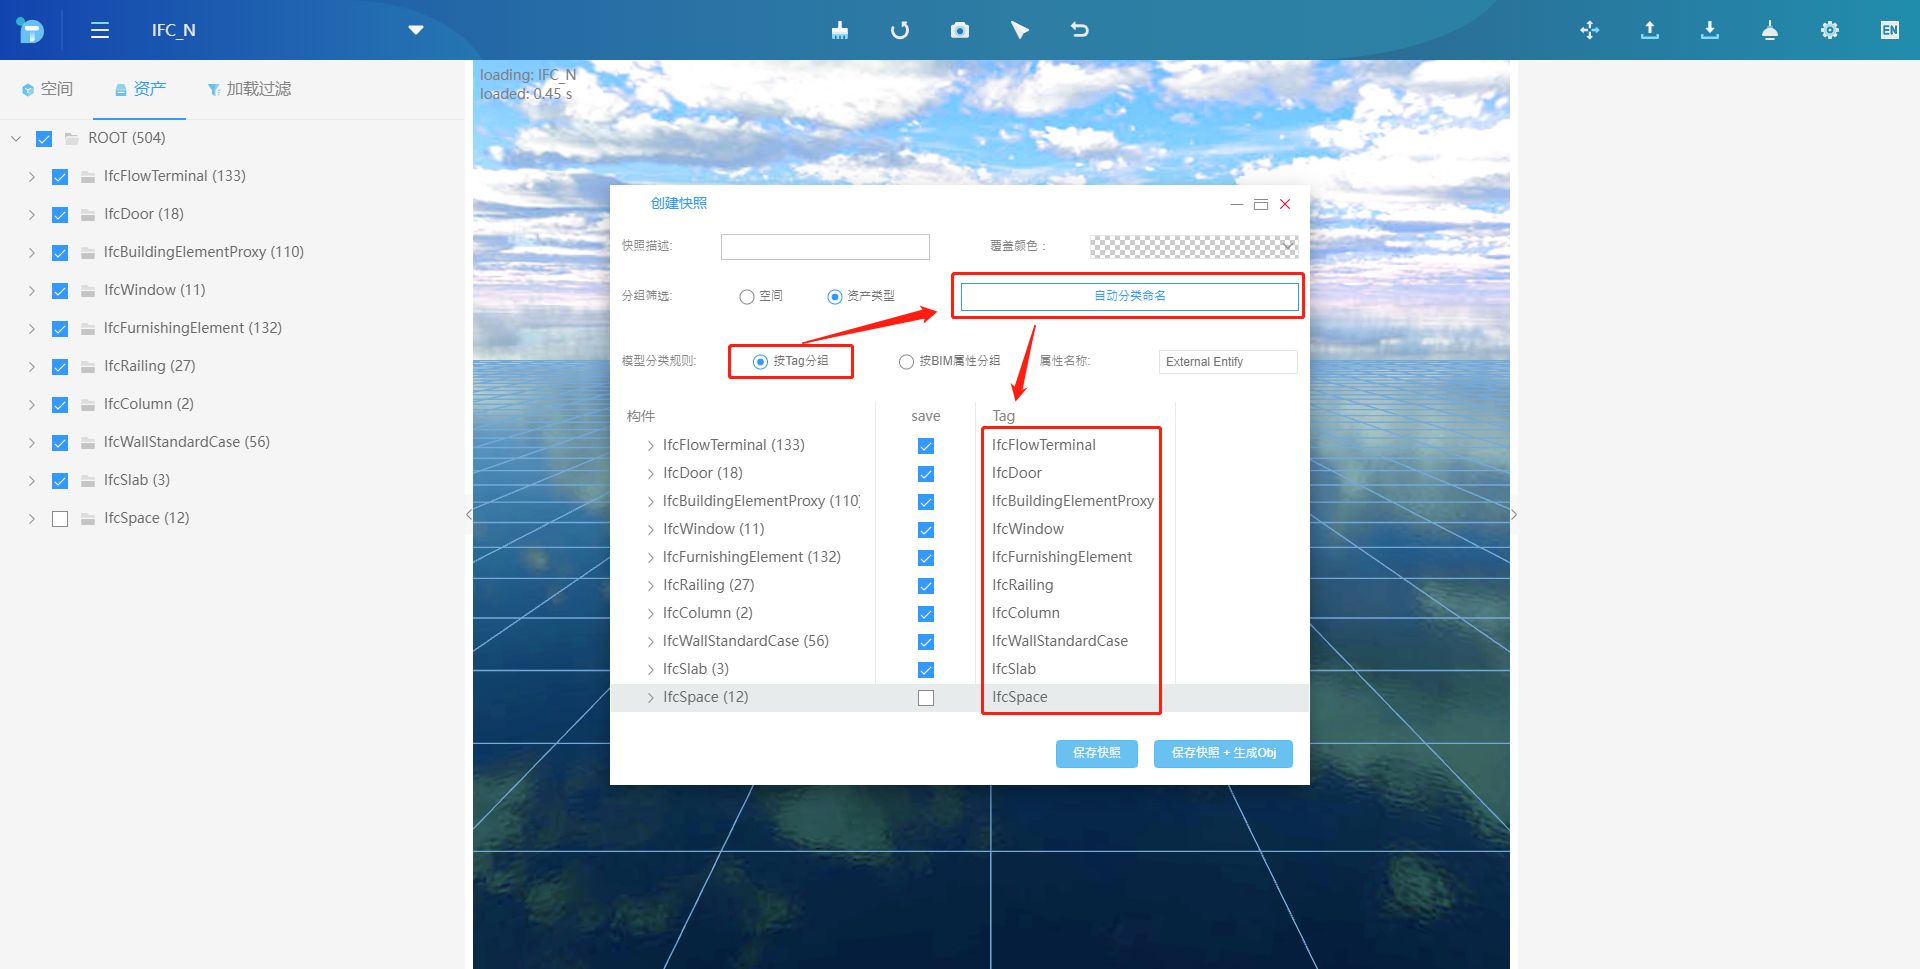 IFC_N
EN
空间
资产
加载过滤
ROOT (504)
IfcFlowTerminal (133)
IfcDoor (18)
IfcBuildingElementProxy (110)
IfcWindow (11)
IfcFurnishingElement (132)
IfcRailing (27)
IfcColumn (2)
IfcWallStandardCase (56)
IfcSlab (3)
IfcSpace (12)
loading: IFC_N
loaded: 0.45 s
创建快照
快照描述:
覆盖颜色 :
分组筛选:
空间
资产类型
自动分类命名
模型分类规则:
按Tag分组
按BIM属性分组
属性名称:
External Entify
构件 save Tag
IfcFlowTerminal (133) IfcFlowTerminal
IfcDoor (18) IfcDoor
IfcBuildingElementProxy (110) IfcBuildingElementProxy
IfcWindow (11) IfcWindow
IfcFurnishingElement (132) IfcFurnishingElement
IfcRailing (27) IfcRailing
IfcColumn (2) IfcColumn
IfcWallStandardCase (56) IfcWallStandardCase
IfcSlab (3) IfcSlab
IfcSpace (12) IfcSpace
保存快照
保存快照 + 生成Obj